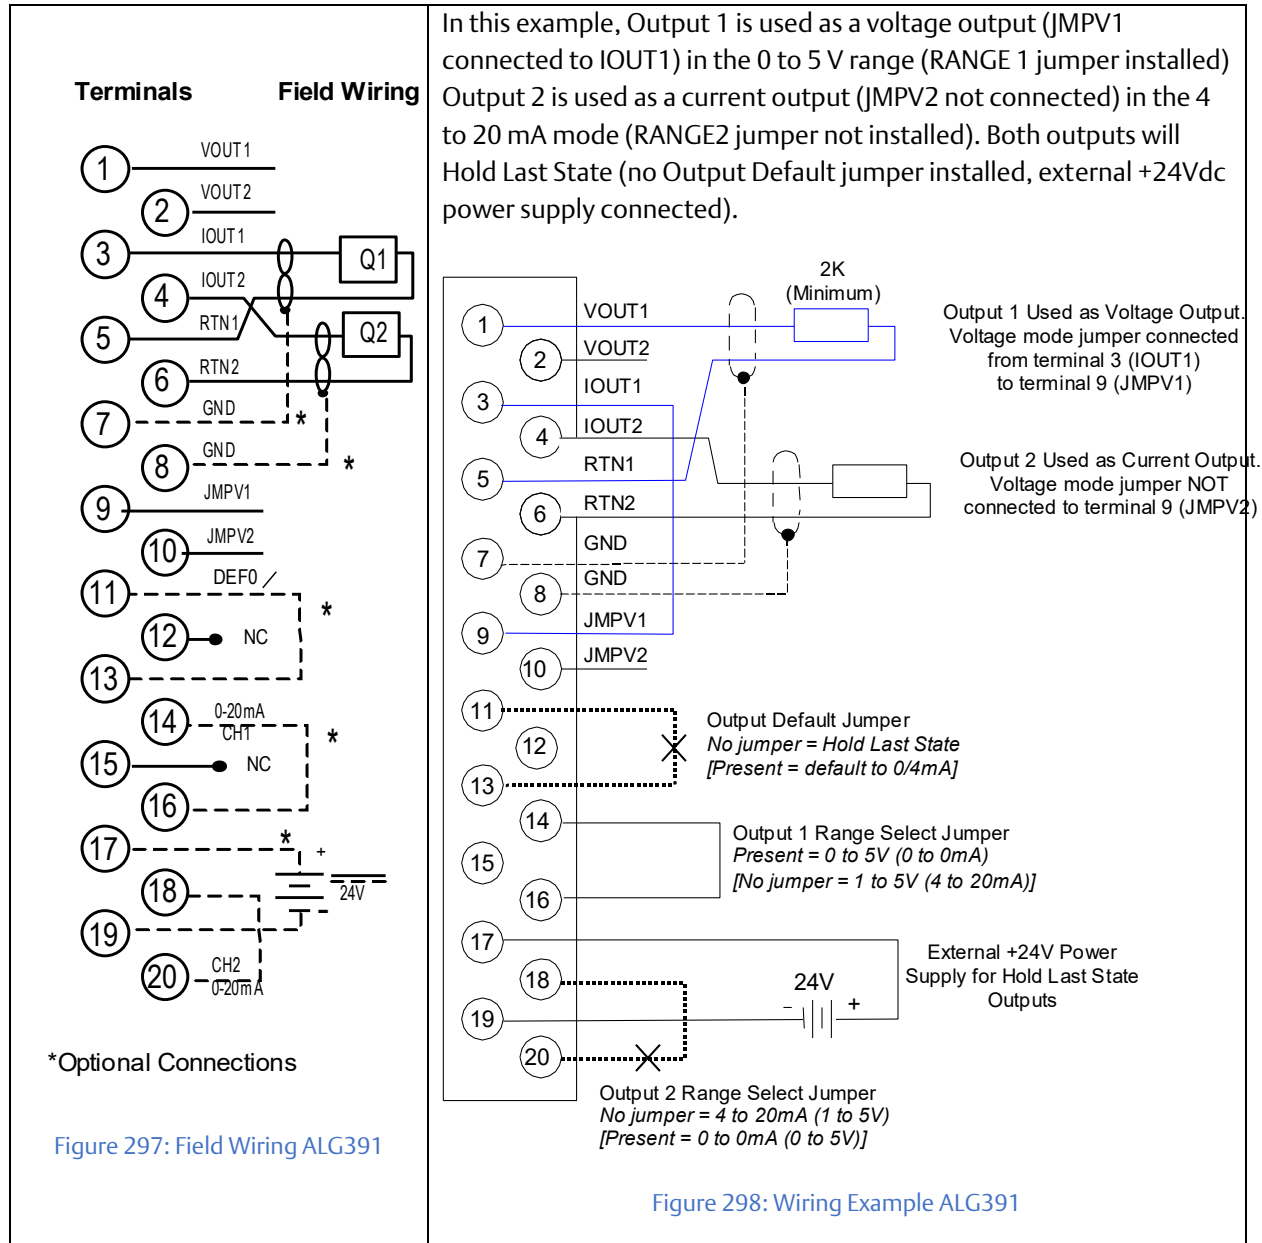 Terminals Field Wiring
1 VOUT1
2 VOUT2
3 IOUT1 Q1
4 IOUT2
5 RTN1 Q2
6 RTN2
7 GND *
8 GND *
9 JMPV1
10 JMPV2
11 DEF0 *
12 NC
13
14 0-20mA CH1 *
15 NC
16
17 * +
18 24V
19
20 CH2 0-20mA
*Optional Connections
Figure 297: Field Wiring ALG391
In this example, Output 1 is used as a voltage output (JMPV1
connected to IOUT1) in the 0 to 5 V range (RANGE 1 jumper installed)
Output 2 is used as a current output (JMPV2 not connected) in the 4
to 20 mA mode (RANGE2 jumper not installed). Both outputs will
Hold Last State (no Output Default jumper installed, external +24Vdc
power supply connected).
2K
(Minimum)
1 VOUT1
2 VOUT2
3 IOUT1
4 IOUT2
5 RTN1
6 RTN2
7 GND
8 GND
9 JMPV1
10 JMPV2
11
12
13
14
15
16
17
18
19
20
Output 1 Used as Voltage Output.
Voltage mode jumper connected
from terminal 3 (IOUT1)
to terminal 9 (JMPV1)
Output 2 Used as Current Output.
Voltage mode jumper NOT
connected to terminal 9 (JMPV2)
Output Default Jumper
No jumper = Hold Last State
[Present = default to 0/4mA]
Output 1 Range Select Jumper
Present = 0 to 5V (0 to 0mA)
[No jumper = 1 to 5V (4 to 20mA)]
External +24V Power
Supply for Hold Last State
Outputs
24V
– +
Output 2 Range Select Jumper
No jumper = 4 to 20mA (1 to 5V)
[Present = 0 to 0mA (0 to 5V)]
Figure 298: Wiring Example ALG391